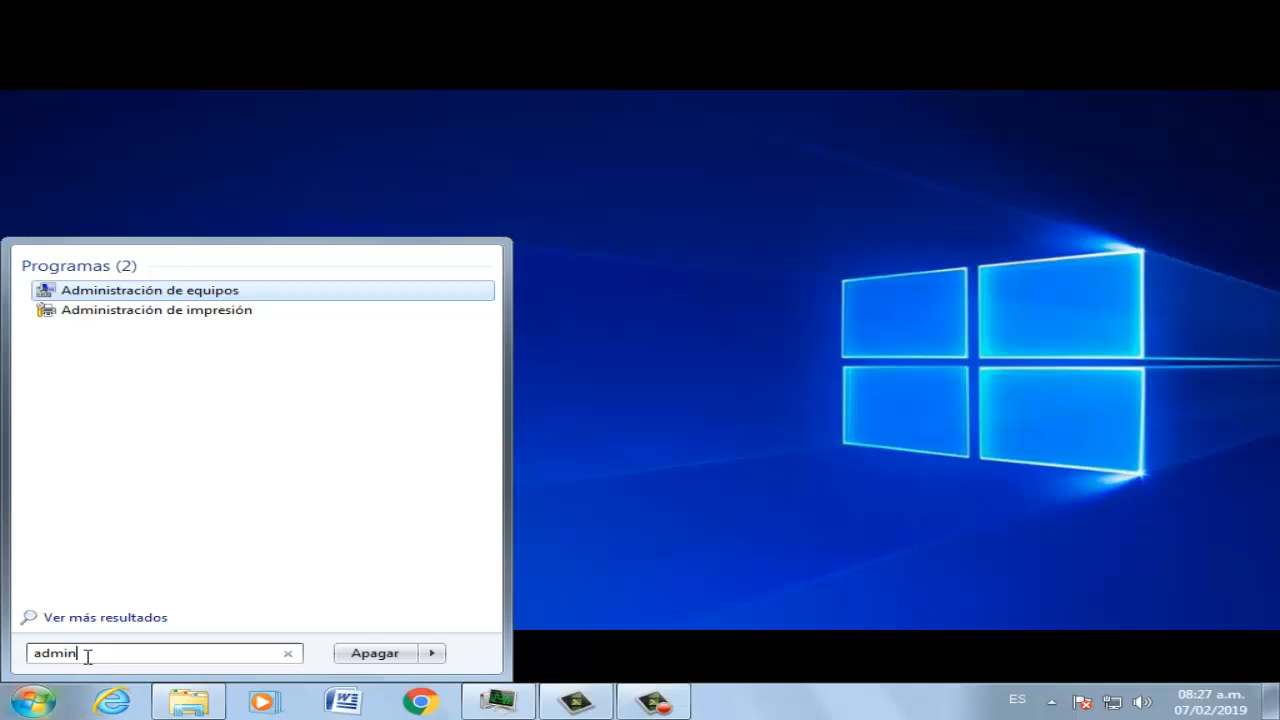 Programas (2)
Administración de equipos
Administración de impresión
Ver más resultados
admin
Apagar
ES
08:27 a.m.
07/02/2019